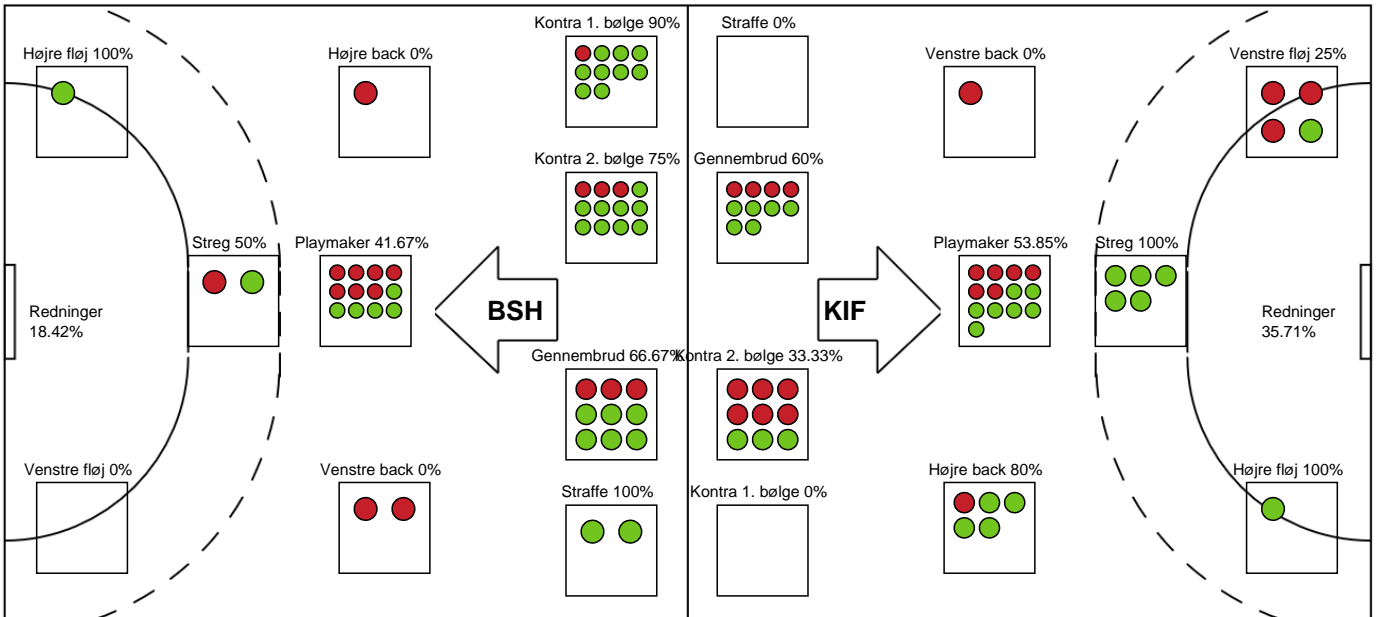 Kontra 1. bølge 90%
Straffe 0%
Højre fløj 100%
Højre back 0%
Venstre back 0%
Venstre fløj 25%
Kontra 2. bølge 75%
Gennembrud 60%
Streg 50%
Playmaker 41.67%
Playmaker 53.85%
Streg 100%
Redninger
18.42%
BSH
KIF
Redninger
35.71%
Gennembrud 66.67%
Kontra 2. bølge 33.33%
Venstre fløj 0%
Venstre back 0%
Straffe 100%
Kontra 1. bølge 0%
Højre back 80%
Højre fløj 100%